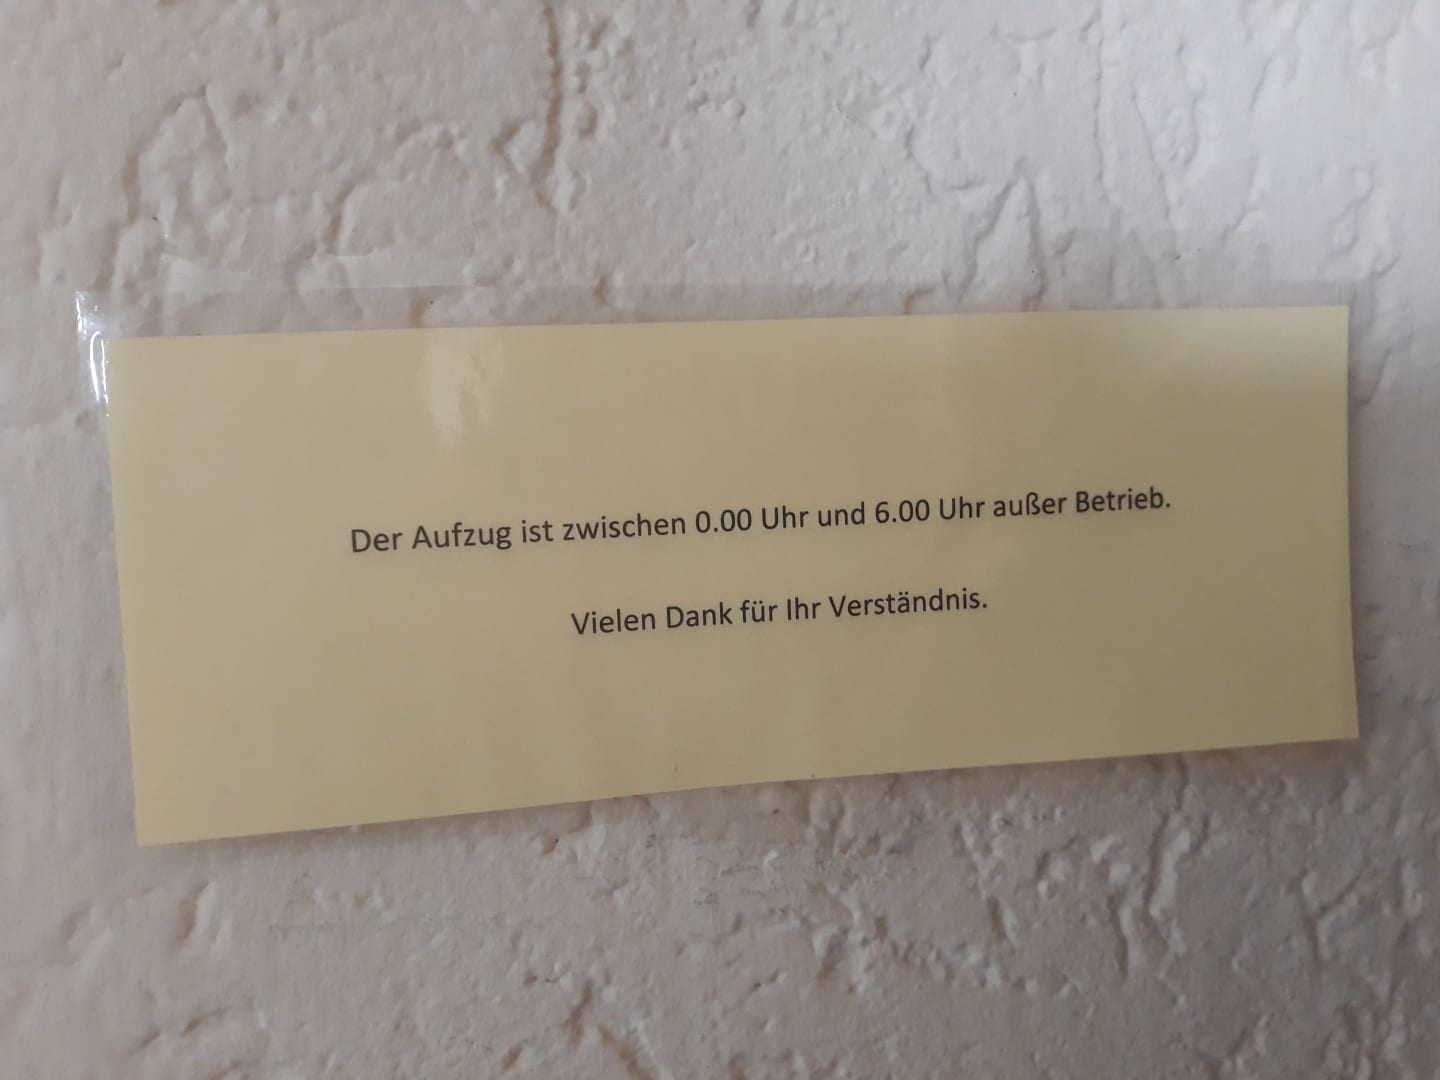 Der Aufzug ist zwischen 0.00 Uhr und 6.00 Uhr außer Betrieb.
Vielen Dank für Ihr Verständnis.